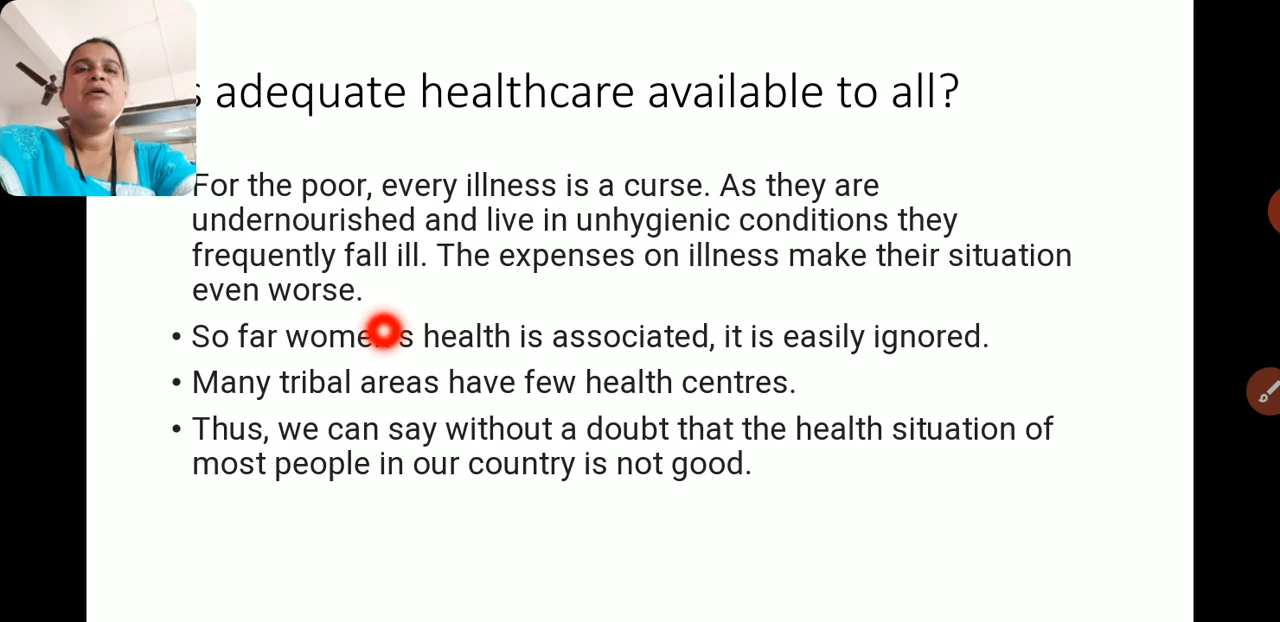 adequate healthcare available to all?
For the poor, every illness is a curse. As they are
undernourished and live in unhygienic conditions they
frequently fall ill. The expenses on illness make their situation
even worse.
• So far health is associated, it is easily ignored.
• Many tribal areas have few health centres.
• Thus, we can say without a doubt that the health situation of
most people in our country is not good.